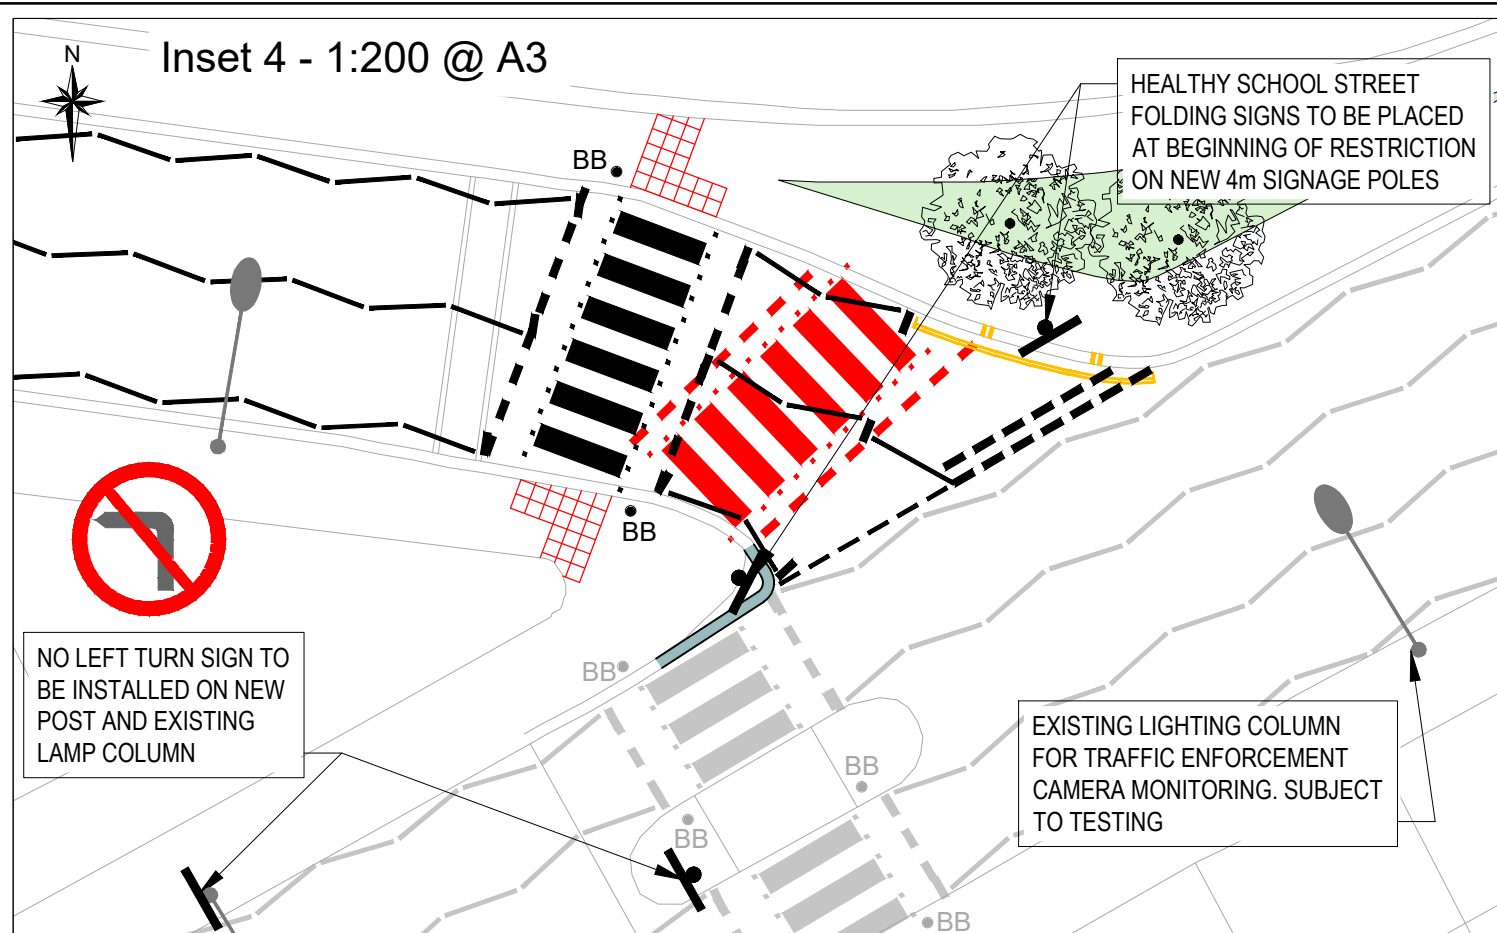 N
Inset 4 - 1:200 @ A3
HEALTHY SCHOOL STREET
FOLDING SIGNS TO BE PLACED
AT BEGINNING OF RESTRICTION
ON NEW 4m SIGNAGE POLES
BB
BB
NO LEFT TURN SIGN TO
BE INSTALLED ON NEW
POST AND EXISTING
LAMP COLUMN
BB
EXISTING LIGHTING COLUMN
FOR TRAFFIC ENFORCEMENT
CAMERA MONITORING. SUBJECT
TO TESTING
BB
BB
BB